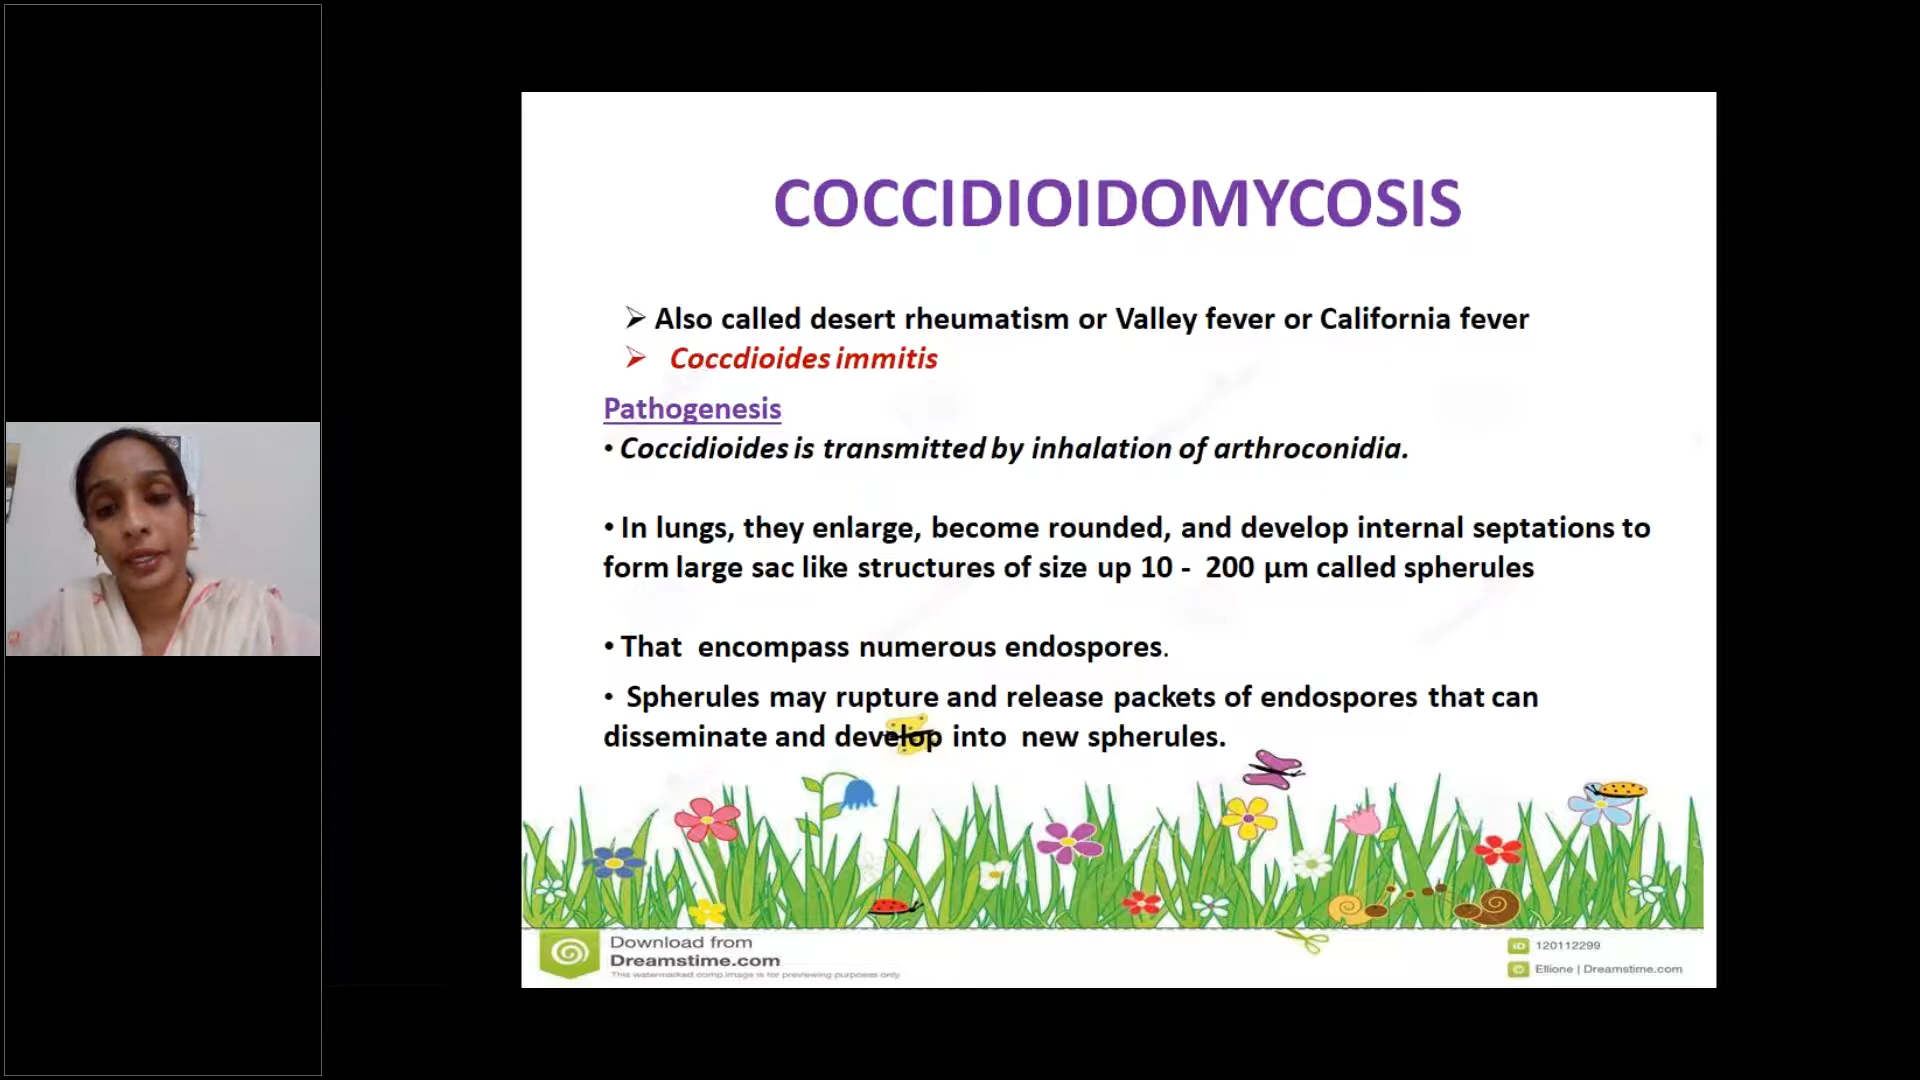 COCCIDIOIDOMYCOSIS
➢ Also called desert rheumatism or Valley fever or California fever
➢ Coccdioides immitis
Pathogenesis
• Coccidioides is transmitted by inhalation of arthroconidia.
• In lungs, they enlarge, become rounded, and develop internal septations to
form large sac like structures of size up 10 - 200 µm called spherules
• That encompass numerous endospores.
• Spherules may rupture and release packets of endospores that can
disseminate and develop into new spherules.
Download from
Dreamstime.com
This watermarked comp image is for previewing purposes only
ID 120112299
© Ellione | Dreamstime.com